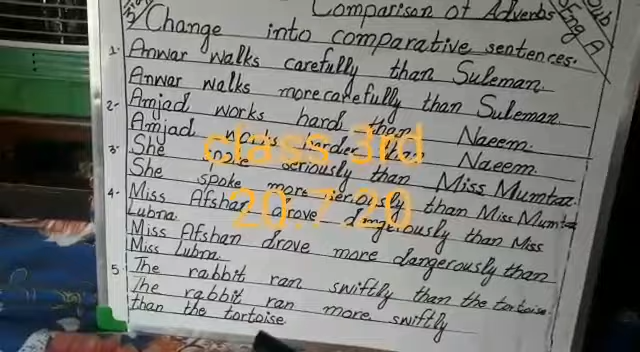 Comparison of Adverbs
Sub
Eng A
Change into comparative sentences.
1. Anwar walks carefully than Suleman.
Anwar walks more carefully than Suleman.
2- Amjad works hard than Naeem.
Amjad works harder Naeem.
3. She spoke seriously than Miss Mumtaz.
She spoke more seriously than Miss Mumtaz
4. Miss Afshan drove dangerously than Miss
Lubna.
Miss Afshan drove more dangerously than
Miss Lubna.
5. The rabbit ran swiftly than the tortoise.
The rabbit ran more swiftly
than the tortoise
class 3rd
20.7.20